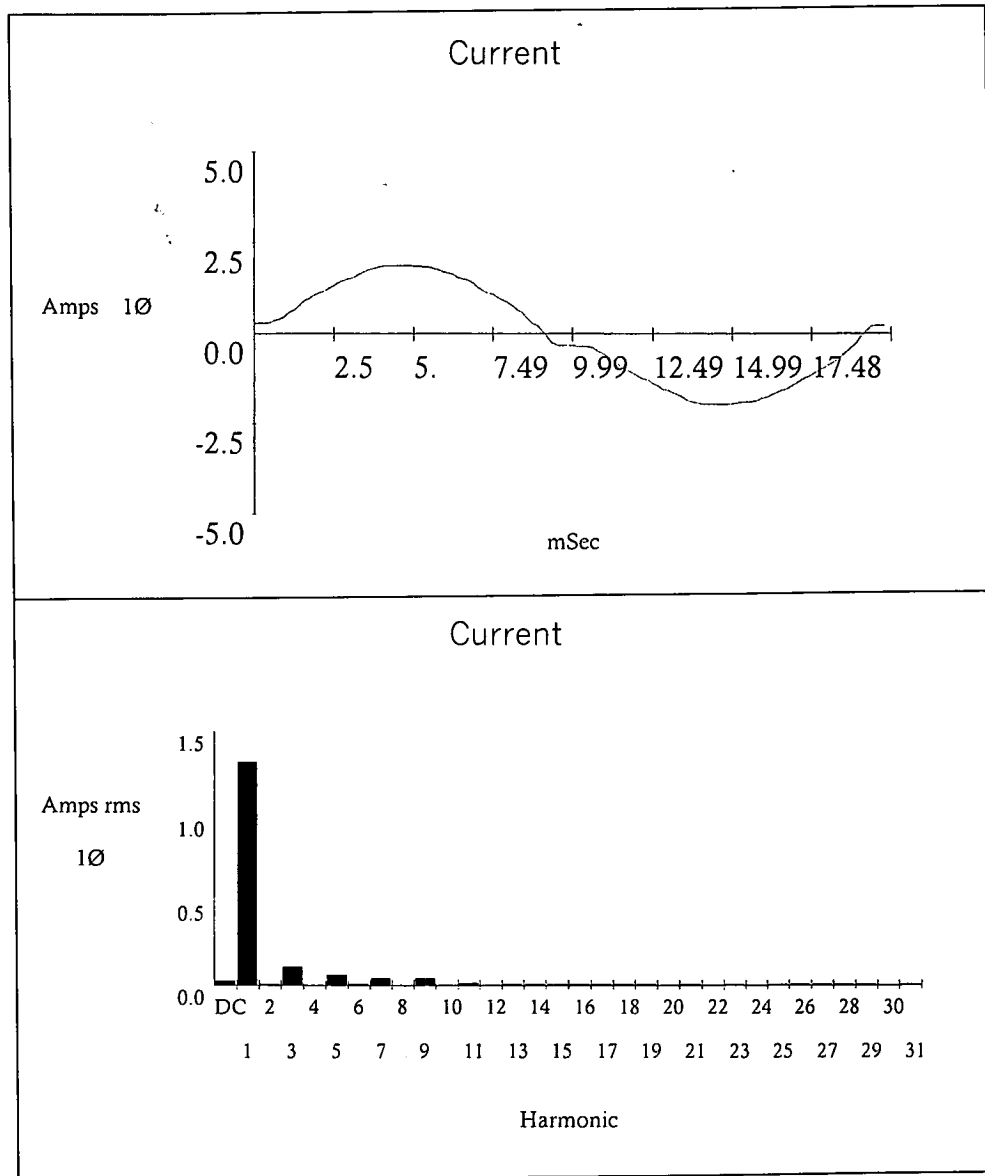 Current
5.0
2.5
Amps 1Ø
0.0
2.5 5. 7.49 9.99 12.49 14.99 17.48
-2.5
-5.0
mSec
Current
1.5
Amps rms
1.0
1Ø
0.5
0.0
DC 2 4 6 8 10 12 14 16 18 20 22 24 26 28 30
1 3 5 7 9 11 13 15 17 19 21 23 25 27 29 31
Harmonic